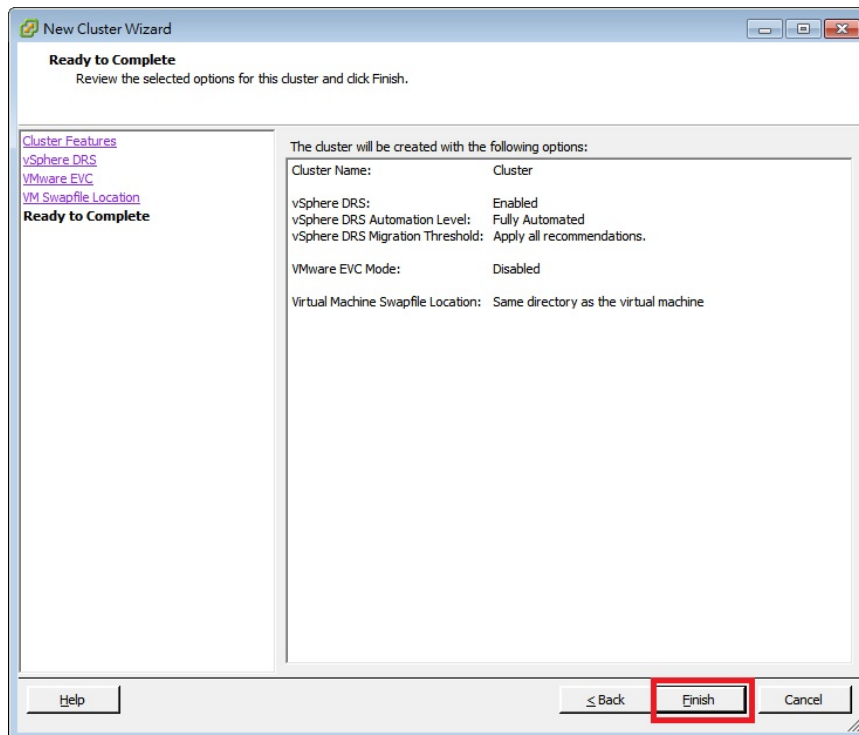 New Cluster Wizard
Ready to Complete
Review the selected options for this cluster and click Finish.
Cluster Features
vSphere DRS
VMware EVC
VM Swapfile Location
Ready to Complete
The cluster will be created with the following options:
Cluster Name: Cluster
vSphere DRS: Enabled
vSphere DRS Automation Level: Fully Automated
vSphere DRS Migration Threshold: Apply all recommendations.
VMware EVC Mode: Disabled
Virtual Machine Swapfile Location: Same directory as the virtual machine
Help
< Back
Finish
Cancel